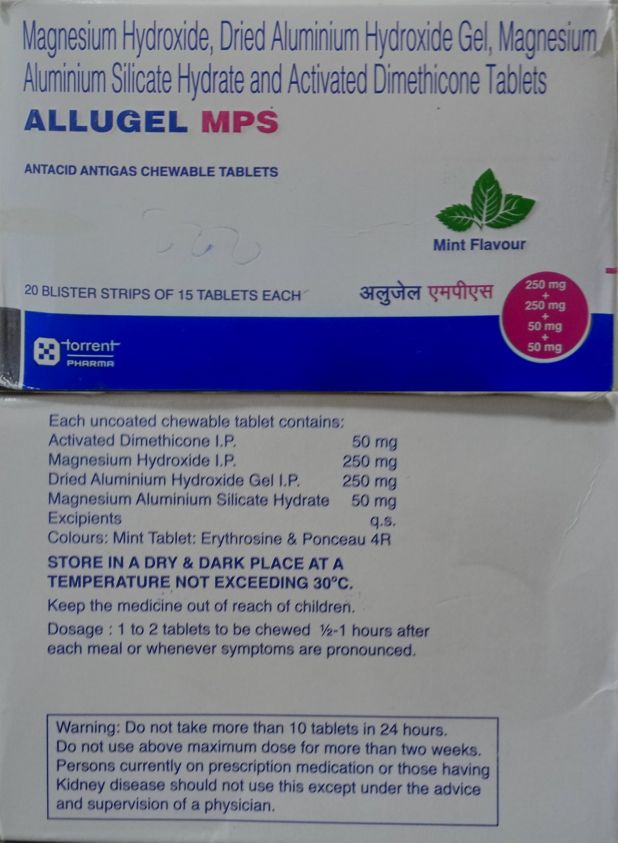 Magnesium Hydroxide, Dried Aluminium Hydroxide Gel, Magnesium
Aluminium Silicate Hydrate and Activated Dimethicone Tablets
ALLUGEL MPS
ANTACID ANTIGAS CHEWABLE TABLETS
Mint Flavour
20 BLISTER STRIPS OF 15 TABLETS EACH
अलुजेल एमपीएस
250 mg
+
250 mg
+
50 mg
+
50 mg
torrent
PHARMA
Each uncoated chewable tablet contains:
Activated Dimethicone I.P. 50 mg
Magnesium Hydroxide I.P. 250 mg
Dried Aluminium Hydroxide Gel I.P. 250 mg
Magnesium Aluminium Silicate Hydrate 50 mg
Excipients q.s.
Colours: Mint Tablet: Erythrosine & Ponceau 4R
STORE IN A DRY & DARK PLACE AT A
TEMPERATURE NOT EXCEEDING 30°C.
Keep the medicine out of reach of children.
Dosage : 1 to 2 tablets to be chewed ½-1 hours after
each meal or whenever symptoms are pronounced.
Warning: Do not take more than 10 tablets in 24 hours.
Do not use above maximum dose for more than two weeks.
Persons currently on prescription medication or those having
Kidney disease should not use this except under the advice
and supervision of a physician.